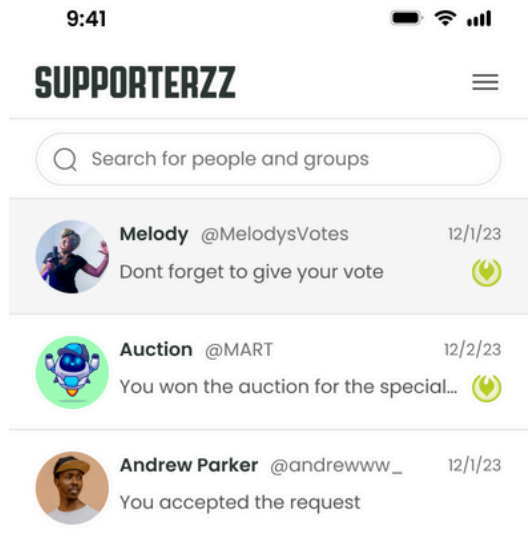 9:41
SUPPORTERZZ
Search for people and groups
Melody @MelodysVotes 12/1/23
Dont forget to give your vote
Auction @MART 12/2/23
You won the auction for the special...
Andrew Parker @andrewww_ 12/1/23
You accepted the request